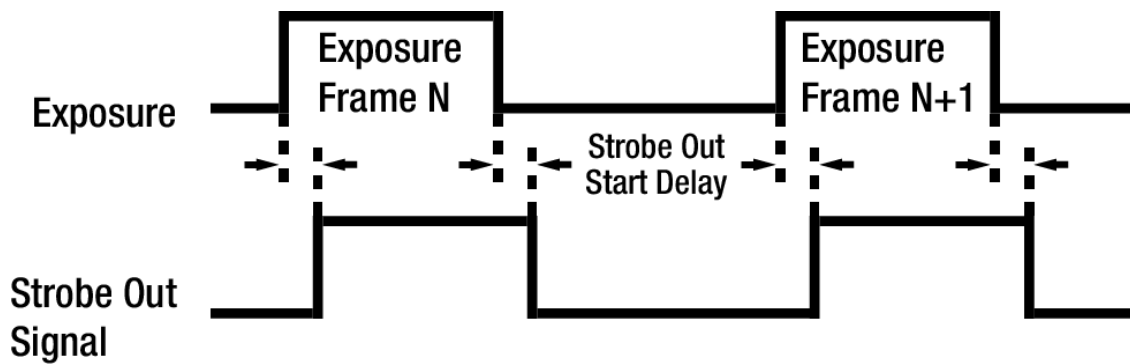 Exposure
Frame N
Exposure
Frame N+1
Exposure
Strobe Out
Start Delay
Strobe Out
Signal